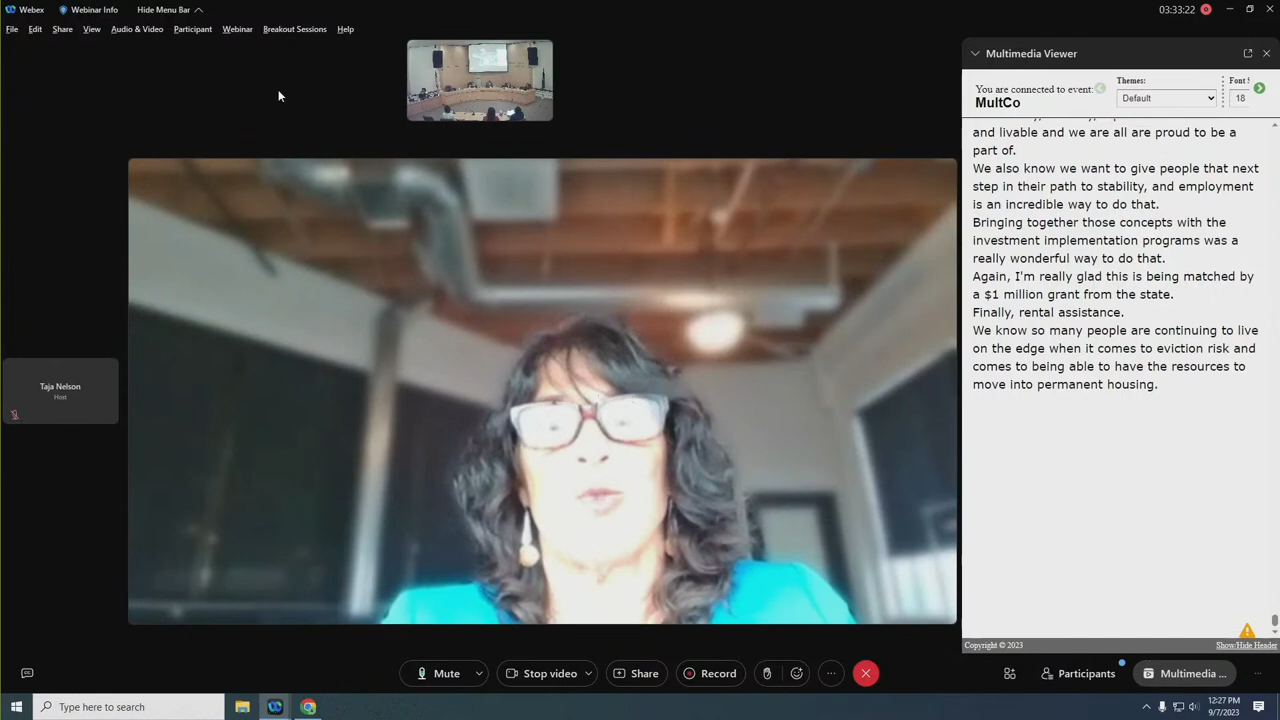 Webex
Webinar Info
Hide Menu Bar
03:33:22
File
Edit
Share
View
Audio & Video
Participant
Webinar
Breakout Sessions
Help
Taja Nelson
Host
Multimedia Viewer
You are connected to event:
MultCo
Themes:
Default
Font
18
and livable and we are all are proud to be a
part of.
We also know we want to give people that next
step in their path to stability, and employment
is an incredible way to do that.
Bringing together those concepts with the
investment implementation programs was a
really wonderful way to do that.
Again, I'm really glad this is being matched by
a $1 million grant from the state.
Finally, rental assistance.
We know so many people are continuing to live
on the edge when it comes to eviction risk and
comes to being able to have the resources to
move into permanent housing.
Copyright © 2023
Show/Hide Header
Mute
Stop video
Share
Record
Participants
Multimedia ...
Type here to search
12:27 PM
9/7/2023